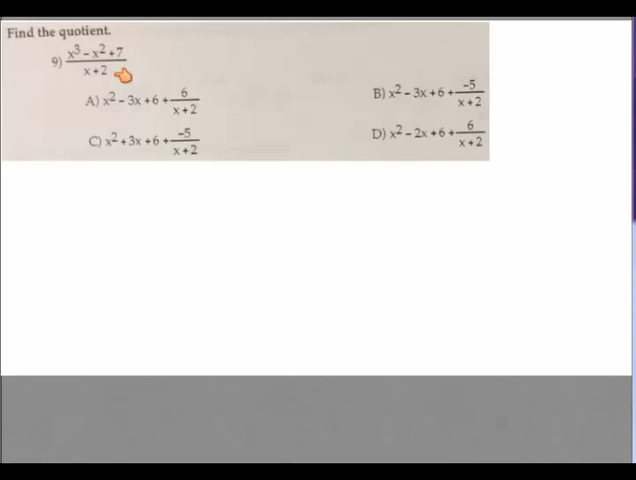 Find the quotient.
9) x³ - x² + 7 / x + 2
A) x² - 3x + 6 + 6 / x + 2
B) x² - 3x + 6 + -5 / x + 2
C) x² + 3x + 6 + -5 / x + 2
D) x² - 2x + 6 + 6 / x + 2